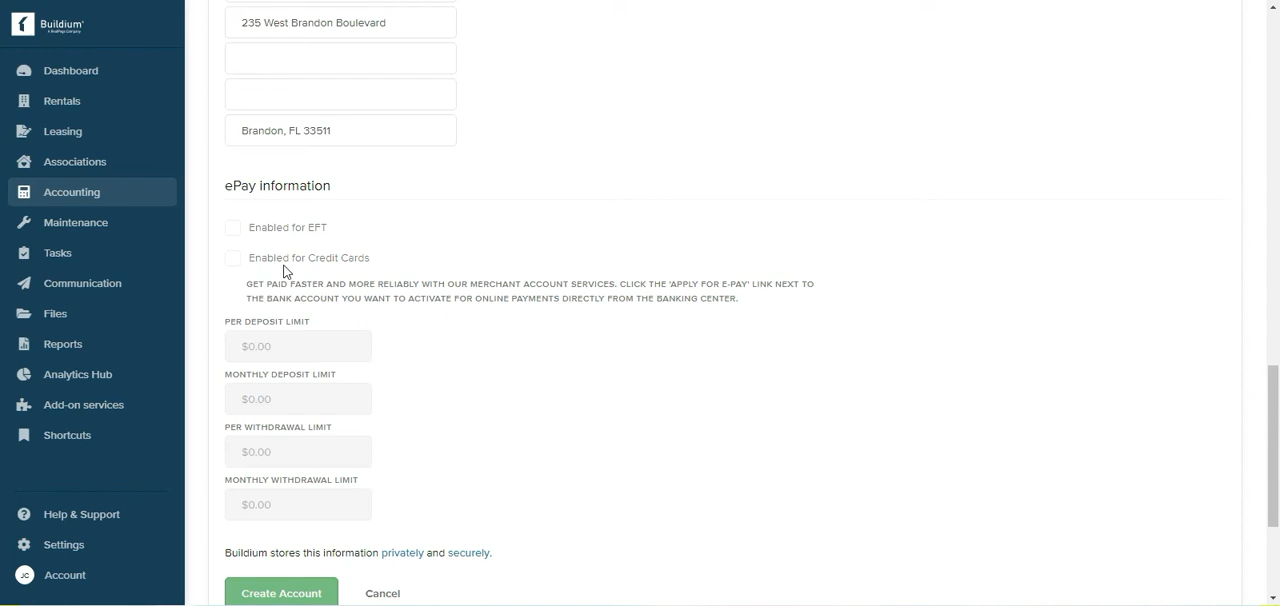 Buildium®
A RealPage Company
Dashboard
Rentals
Leasing
Associations
Accounting
Maintenance
Tasks
Communication
Files
Reports
Analytics Hub
Add-on services
Shortcuts
Help & Support
Settings
JC
Account
235 West Brandon Boulevard
Brandon, FL 33511
ePay information
Enabled for EFT
Enabled for Credit Cards
GET PAID FASTER AND MORE RELIABLY WITH OUR MERCHANT ACCOUNT SERVICES. CLICK THE 'APPLY FOR E-PAY' LINK NEXT TO
THE BANK ACCOUNT YOU WANT TO ACTIVATE FOR ONLINE PAYMENTS DIRECTLY FROM THE BANKING CENTER.
PER DEPOSIT LIMIT
$0.00
MONTHLY DEPOSIT LIMIT
$0.00
PER WITHDRAWAL LIMIT
$0.00
MONTHLY WITHDRAWAL LIMIT
$0.00
Buildium stores this information privately and securely.
Create Account
Cancel